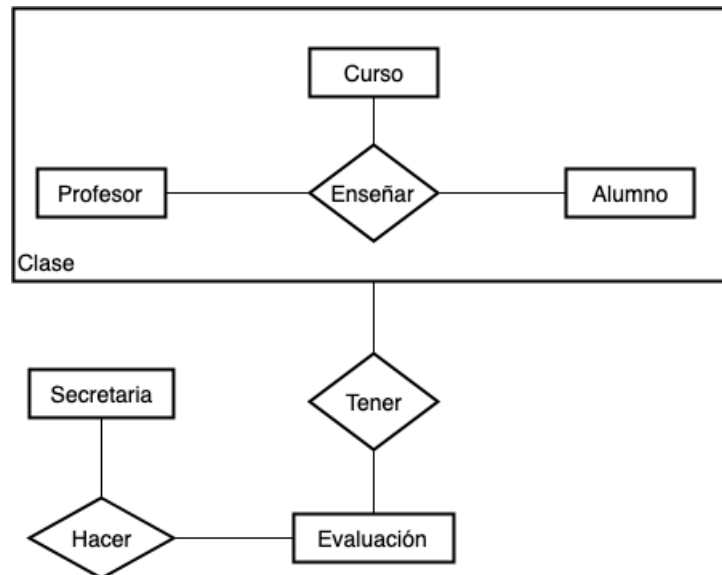 Curso
Profesor
Enseñar
Alumno
Clase
Secretaria
Tener
Hacer
Evaluación